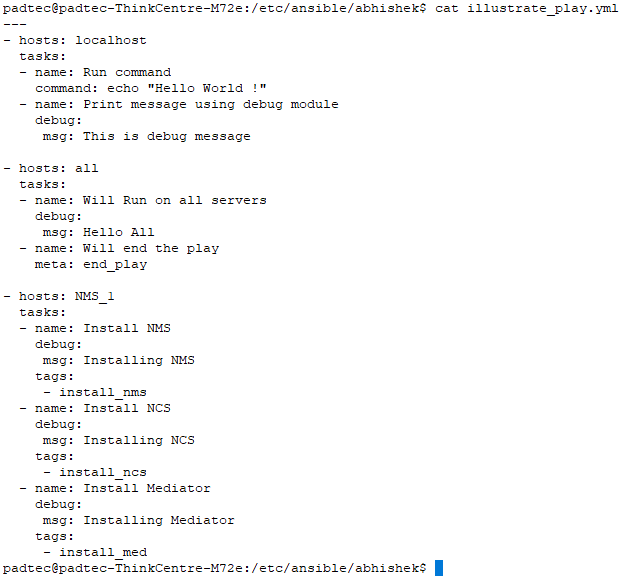 padtec@padtec-ThinkCentre-M72e:/etc/ansible/abhishek$ cat illustrate_play.yml
---
- hosts: localhost
  tasks:
  - name: Run command
    command: echo "Hello World !"
  - name: Print message using debug module
    debug:
     msg: This is debug message

- hosts: all
  tasks:
  - name: Will Run on all servers
    debug:
     msg: Hello All
  - name: Will end the play
    meta: end_play

- hosts: NMS_1
  tasks:
  - name: Install NMS
    debug:
     msg: Installing NMS
    tags:
     - install_nms
  - name: Install NCS
    debug:
     msg: Installing NCS
    tags:
     - install_ncs
  - name: Install Mediator
    debug:
     msg: Installing Mediator
    tags:
     - install_med
padtec@padtec-ThinkCentre-M72e:/etc/ansible/abhishek$